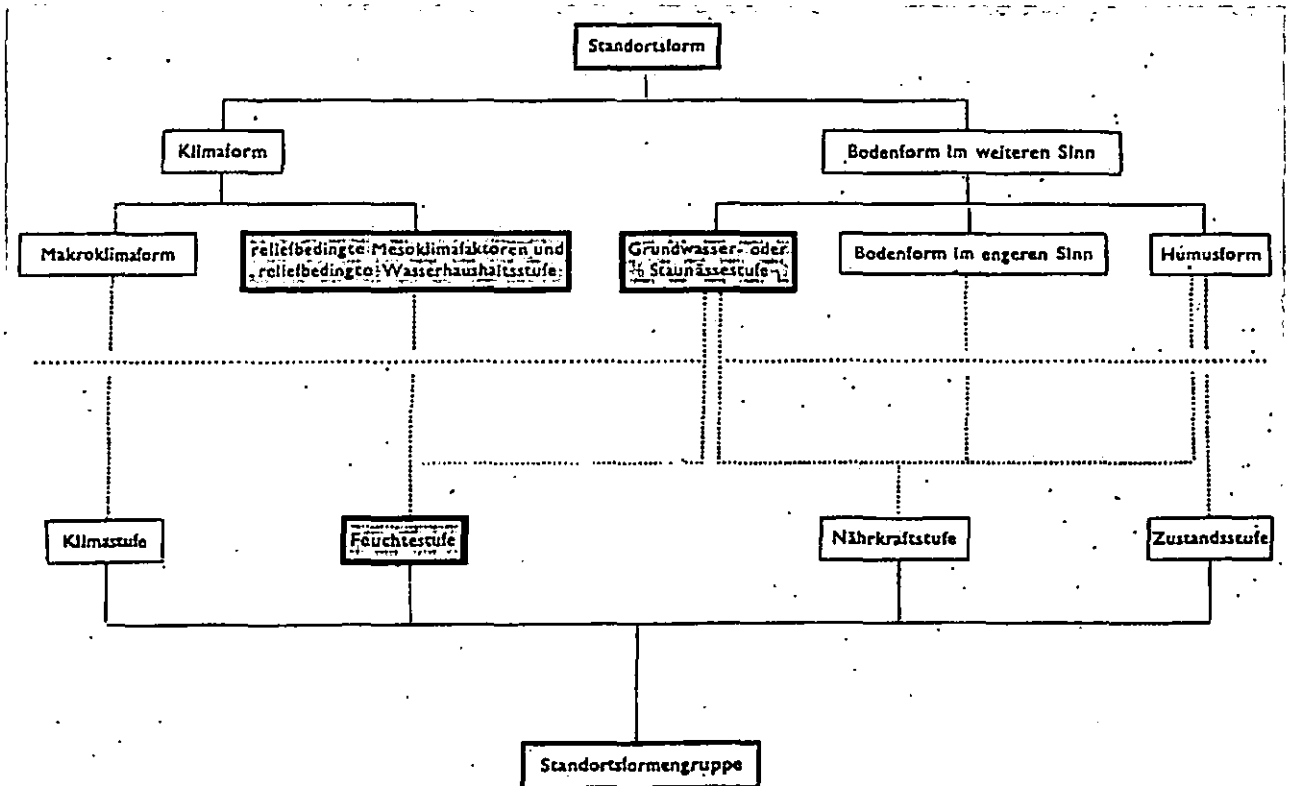 Standortsform
Klimaform
Bodenform im weiteren Sinn
Makroklimaform
reliefbedingte Mesoklimafaktoren und
reliefbedingte Wasserhaushaltsstufe
Grundwasser- oder
Staunässestufe
Bodenform im engeren Sinn
Humusform
Klimastufe
Feuchtestufe
Nährkraftstufe
Zustandsstufe
Standortsformengruppe